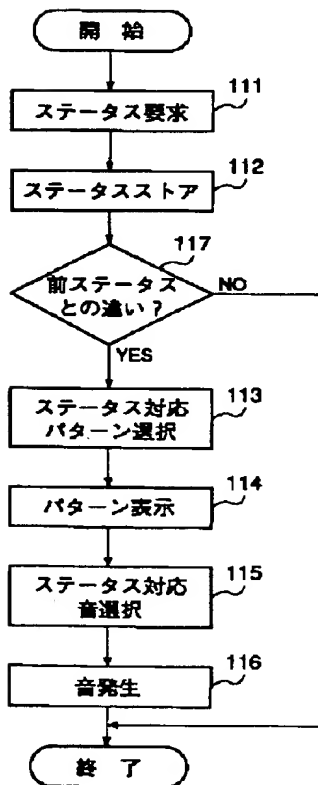 開始
111
ステータス要求
112
ステータスストア
117
前ステータス
との違い?
NO
YES
113
ステータス対応
パターン選択
114
パターン表示
115
ステータス対応
音選択
116
音発生
終了